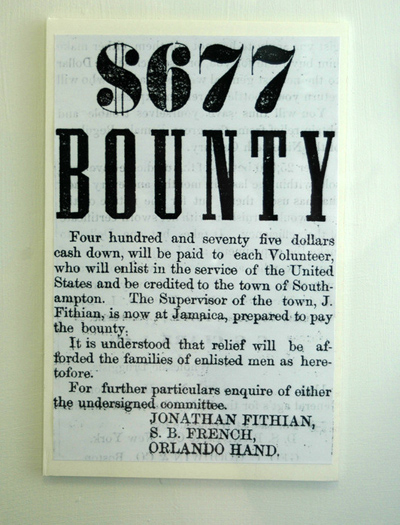 $677
BOUNTY
Four hundred and seventy five dollars
cash down, will be paid to each Volunteer,
who will enlist in the service of the United
States and be credited to the town of South-
ampton. The Supervisor of the town, J.
Fithian, is now at Jamaica, prepared to pay
the bounty.
It is understood that relief will be af-
forded the families of enlisted men as here-
tofore.
For further particulars enquire of either
the undersigned committee.
JONATHAN FITHIAN,
S. B. FRENCH,
ORLANDO HAND.